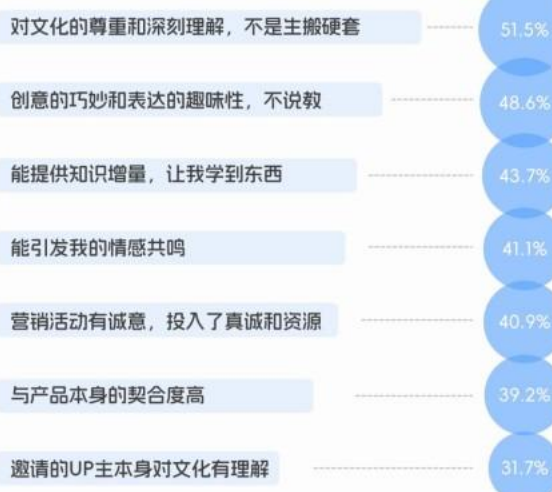 对文化的尊重和深刻理解，不是生搬硬套 51.5%
创意的巧妙和表达的趣味性，不说教 48.6%
能提供知识增量，让我学到东西 43.7%
能引发我的情感共鸣 41.1%
营销活动有诚意，投入了真诚和资源 40.9%
与产品本身的契合度高 39.2%
邀请的UP主本身对文化有理解 31.7%